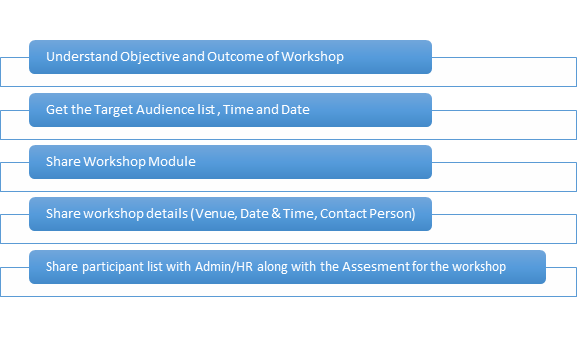 Understand Objective and Outcome of Workshop
Get the Target Audience list , Time and Date
Share Workshop Module
Share workshop details (Venue, Date & Time, Contact Person)
Share participant list with Admin/HR along with the Assesment for the workshop